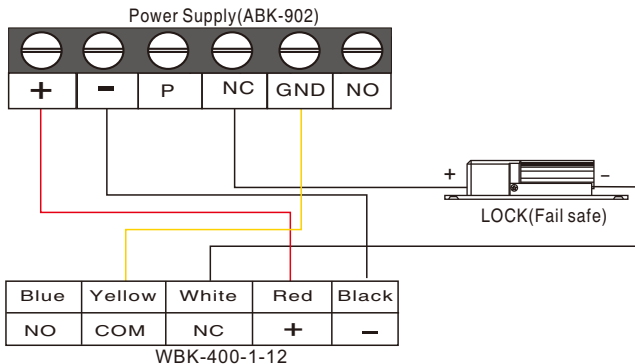 Power Supply(ABK-902)
+ − P NC GND NO
+ −
LOCK(Fail safe)
Blue Yellow White Red Black
NO COM NC + −
WBK-400-1-12